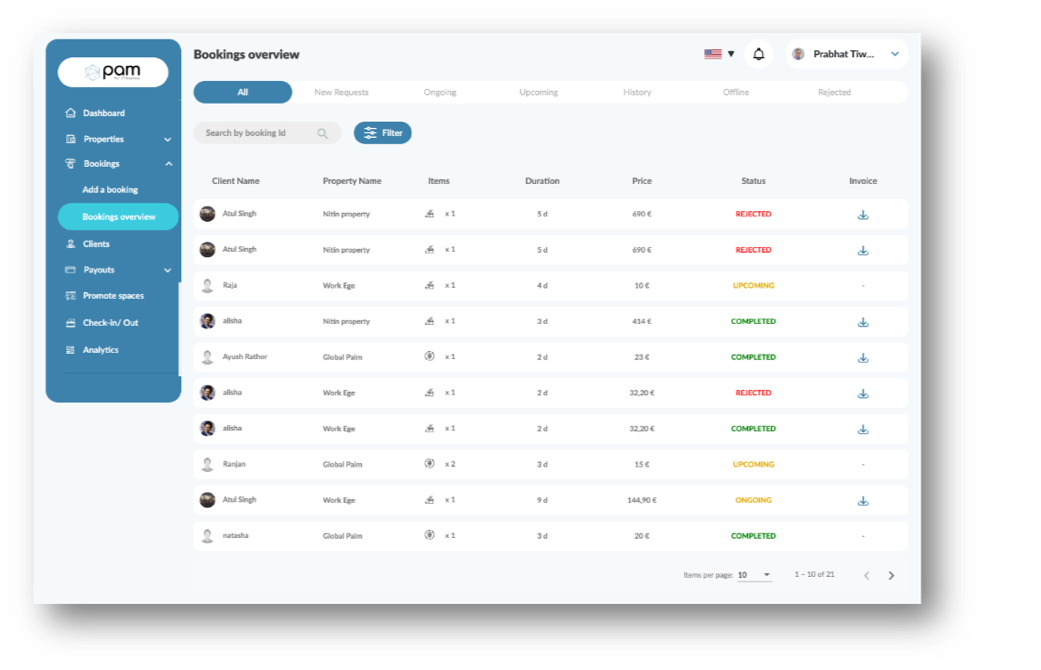 pam
Bookings overview
Prabhat Tiw...
All New Requests Ongoing Upcoming History Offline Rejected
Search by booking Id Filter
Dashboard
Properties
Bookings
Add a booking
Bookings overview
Clients
Payouts
Promote spaces
Check-in/ Out
Analytics
Client Name Property Name Items Duration Price Status Invoice
Atul Singh Nitin property x 1 5 d 690 € REJECTED
Atul Singh Nitin property x 1 5 d 690 € REJECTED
Raja Work Ege x 1 4 d 10 € UPCOMING -
alisha Nitin property x 1 3 d 414 € COMPLETED
Ayush Rathor Global Palm x 1 2 d 23 € COMPLETED
alisha Work Ege x 1 2 d 32,20 € REJECTED
alisha Work Ege x 1 2 d 32,20 € COMPLETED
Ranjan Global Palm x 2 3 d 15 € UPCOMING -
Atul Singh Work Ege x 1 9 d 144,90 € ONGOING
natasha Global Palm x 1 3 d 20 € COMPLETED -
Items per page: 10 1 – 10 of 21